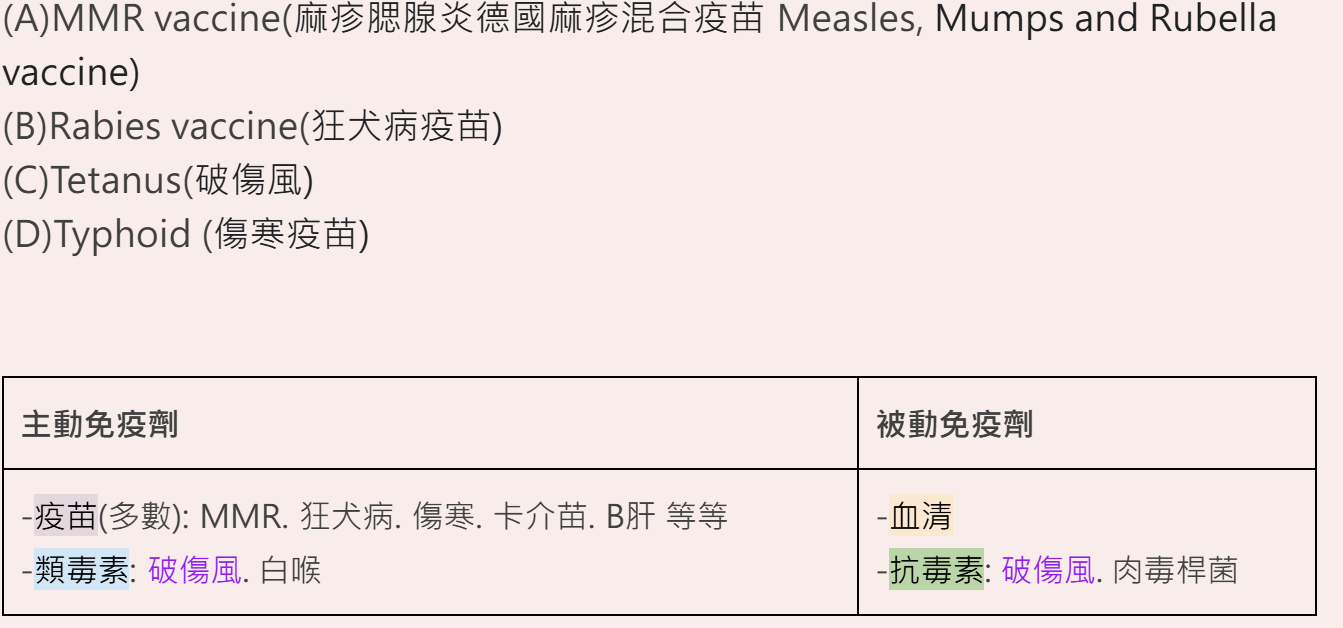 (A)MMR vaccine(麻疹腮腺炎德國麻疹混合疫苗 Measles, Mumps and Rubella
vaccine)
(B)Rabies vaccine(狂犬病疫苗)
(C)Tetanus(破傷風)
(D)Typhoid (傷寒疫苗)
主動免疫劑
被動免疫劑
-疫苗(多數): MMR. 狂犬病. 傷寒. 卡介苗. B肝 等等
-類毒素: 破傷風. 白喉
-血清
-抗毒素: 破傷風. 肉毒桿菌